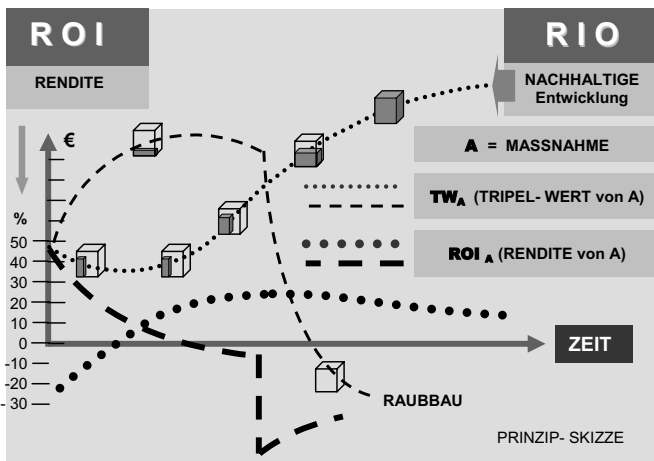 ROI
RENDITE
RIO
NACHHALTIGE
Entwicklung
A = MASSNAHME
TWA (TRIPEL- WERT von A)
ROI A (RENDITE von A)
€
%
50
40
30
20
10
0
-10
-20
- 30
ZEIT
RAUBBAU
PRINZIP- SKIZZE